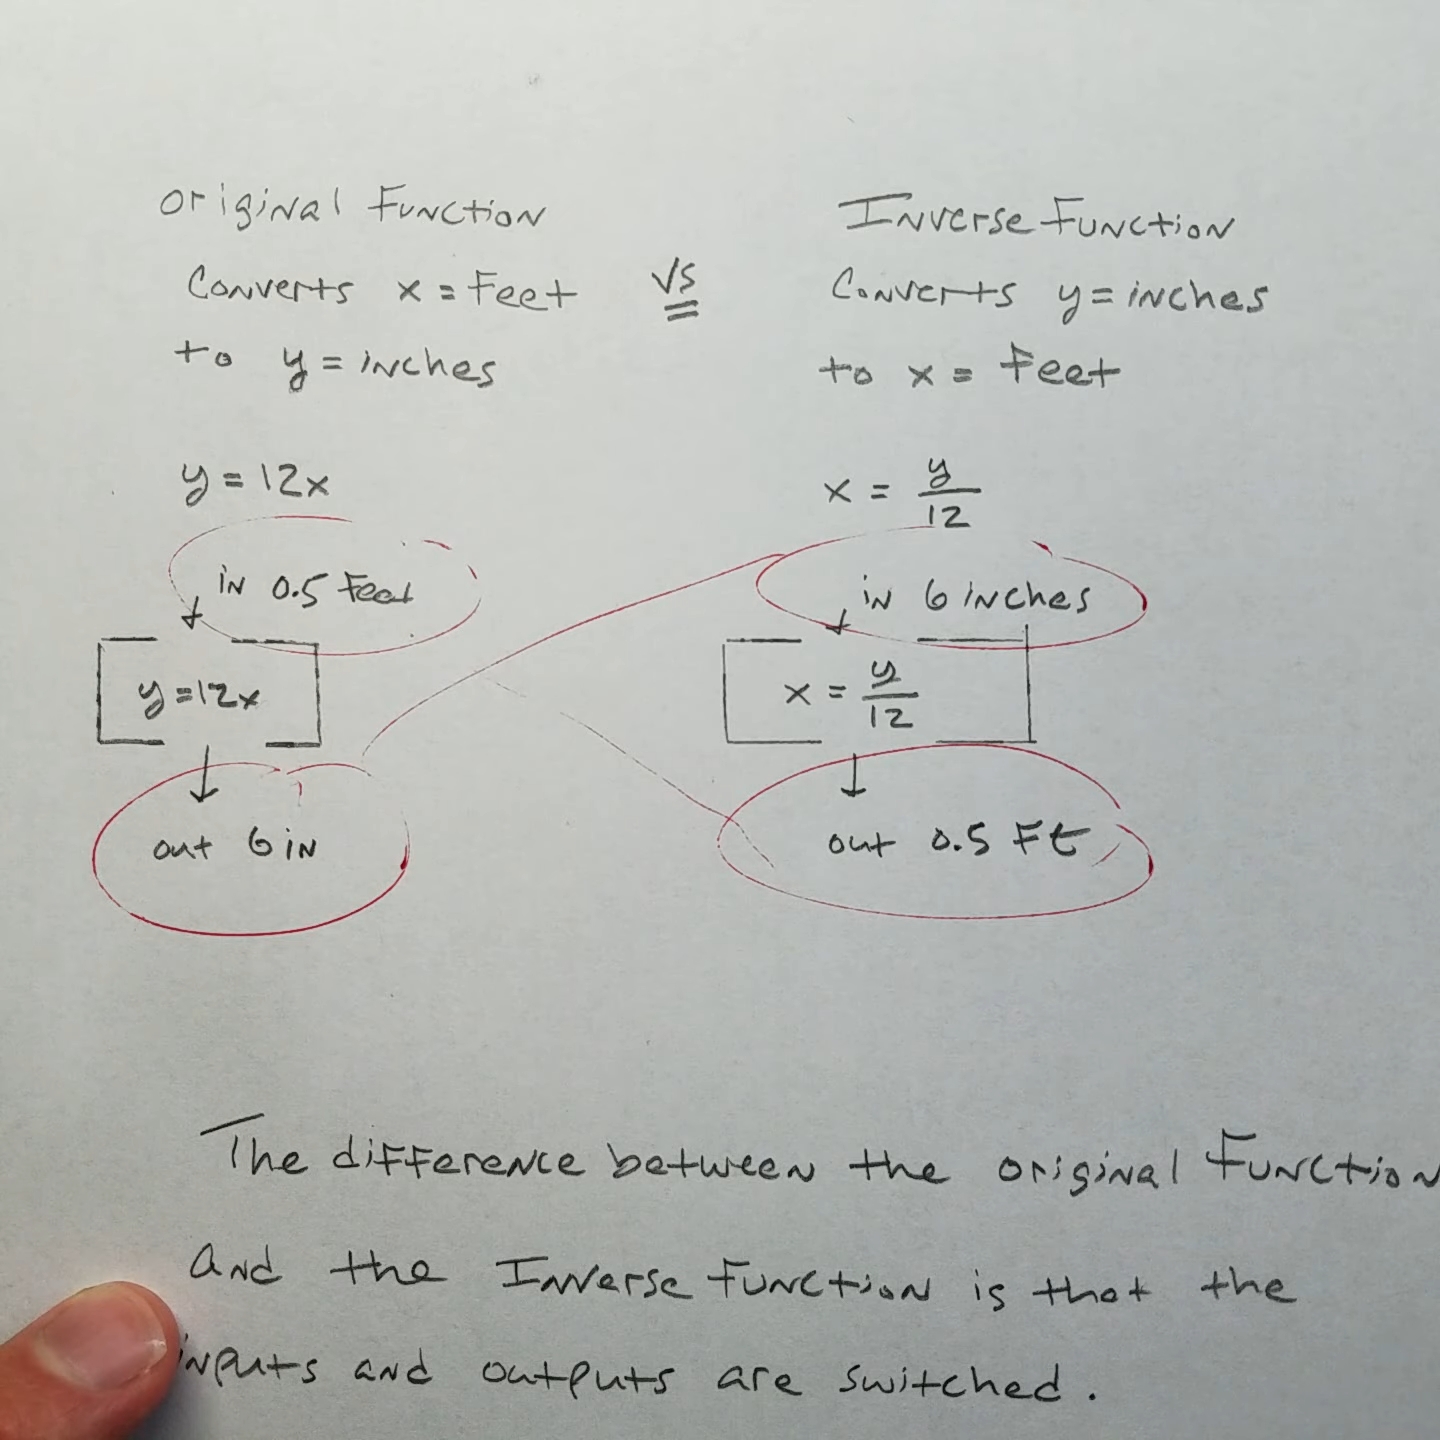 Original Function
Converts x = Feet
to y = inches
y = 12x
in 0.5 Feet
y = 12x
out 6 in
vs
Inverse Function
Converts y = inches
to x = Feet
x = y/12
in 6 inches
x = y/12
out 0.5 Ft
The difference between the original Function
and the Inverse Function is that the
inputs and outputs are switched.